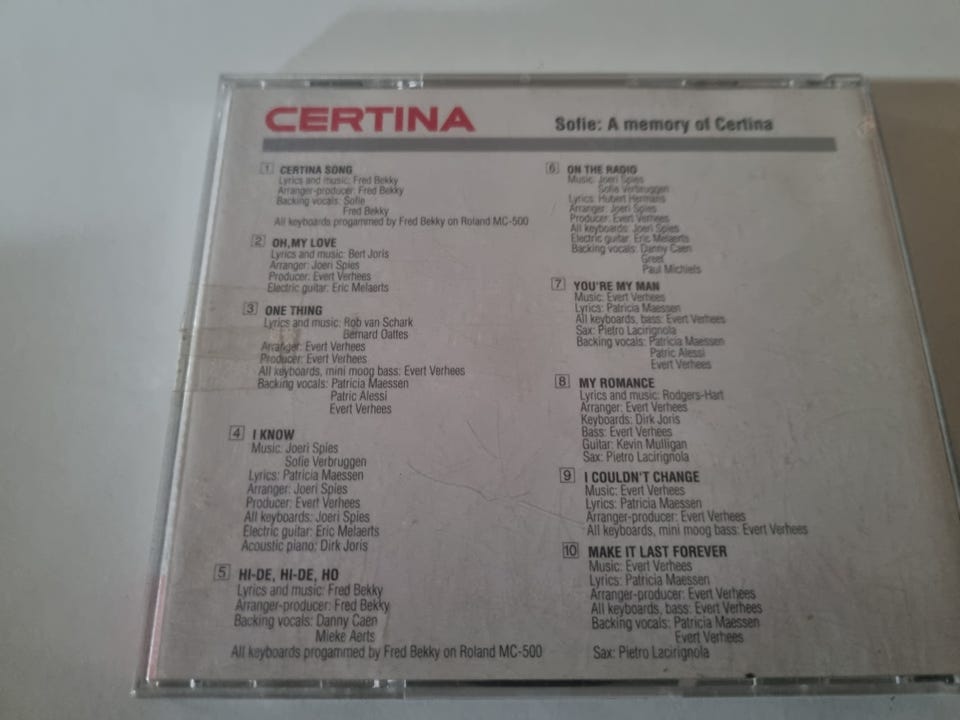 CERTINA
Sofie: A memory of Certina
1 CERTINA SONG
Lyrics and music: Fred Bekky
Arranger-producer: Fred Bekky
Backing vocals: Sofie
Fred Bekky
All keyboards progammed by Fred Bekky on Roland MC-500
2 OH,MY LOVE
Lyrics and music: Bert Joris
Arranger: Joeri Spies
Producer: Evert Verhees
Electric guitar: Eric Melaerts
3 ONE THING
Lyrics and music: Rob van Schark
Bernard Oattes
Arranger: Evert Verhees
Producer: Evert Verhees
All keyboards, mini moog bass: Evert Verhees
Backing vocals: Patricia Maessen
Patric Alessi
Evert Verhees
4 I KNOW
Music: Joeri Spies
Sofie Verbruggen
Lyrics: Patricia Maessen
Arranger: Joeri Spies
Producer: Evert Verhees
All keyboards: Joeri Spies
Electric guitar: Eric Melaerts
Acoustic piano: Dirk Joris
5 HI-DE, HI-DE, HO
Lyrics and music: Fred Bekky
Arranger-producer: Fred Bekky
Backing vocals: Danny Caen
Mieke Aerts
All keyboards progammed by Fred Bekky on Roland MC-500
6 ON THE RADIO
Music: Joeri Spies
Sofie Verbruggen
Lyrics: Hubert Hermans
Arranger: Joeri Spies
Producer: Evert Verhees
All keyboards: Joeri Spies
Electric guitar: Eric Melaerts
Backing vocals: Danny Caen
Greet
Paul Michiels
7 YOU'RE MY MAN
Music: Evert Verhees
Lyrics: Patricia Maessen
All keyboards, bass: Evert Verhees
Sax: Pietro Lacirignola
Backing vocals: Patricia Maessen
Patric Alessi
Evert Verhees
8 MY ROMANCE
Lyrics and music: Rodgers-Hart
Arranger: Evert Verhees
Keyboards: Dirk Joris
Bass: Evert Verhees
Guitar: Kevin Mulligan
Sax: Pietro Lacirignola
9 I COULDN'T CHANGE
Music: Evert Verhees
Lyrics: Patricia Maessen
Arranger-producer: Evert Verhees
All keyboards, mini moog bass: Evert Verhees
10 MAKE IT LAST FOREVER
Music: Evert Verhees
Lyrics: Patricia Maessen
Arranger-producer: Evert Verhees
All keyboards, bass: Evert Verhees
Backing vocals: Patricia Maessen
Evert Verhees
Sax: Pietro Lacirignola